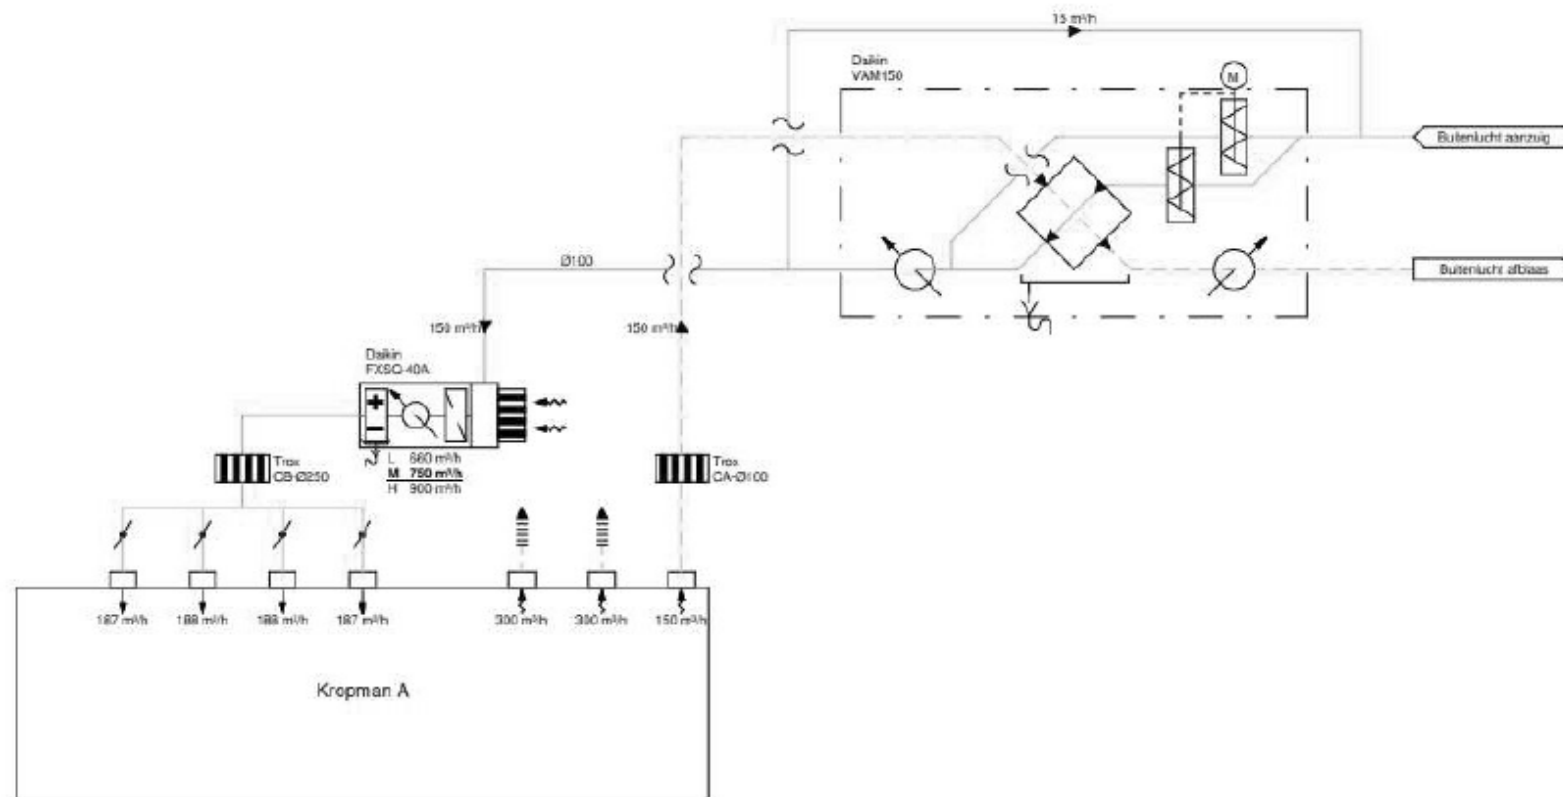 15 m³/h
Daikin
VAM150
M
Buitenlucht aanzuig
Ø100
Buitenlucht afblaas
150 m³/h
150 m³/h
Daikin
FXSQ-40A
L 660 m³/h
M 750 m³/h
H 900 m³/h
Trox
CB-Ø250
Trox
CA-Ø100
187 m³/h
188 m³/h
188 m³/h
187 m³/h
300 m³/h
300 m³/h
150 m³/h
Kropman A